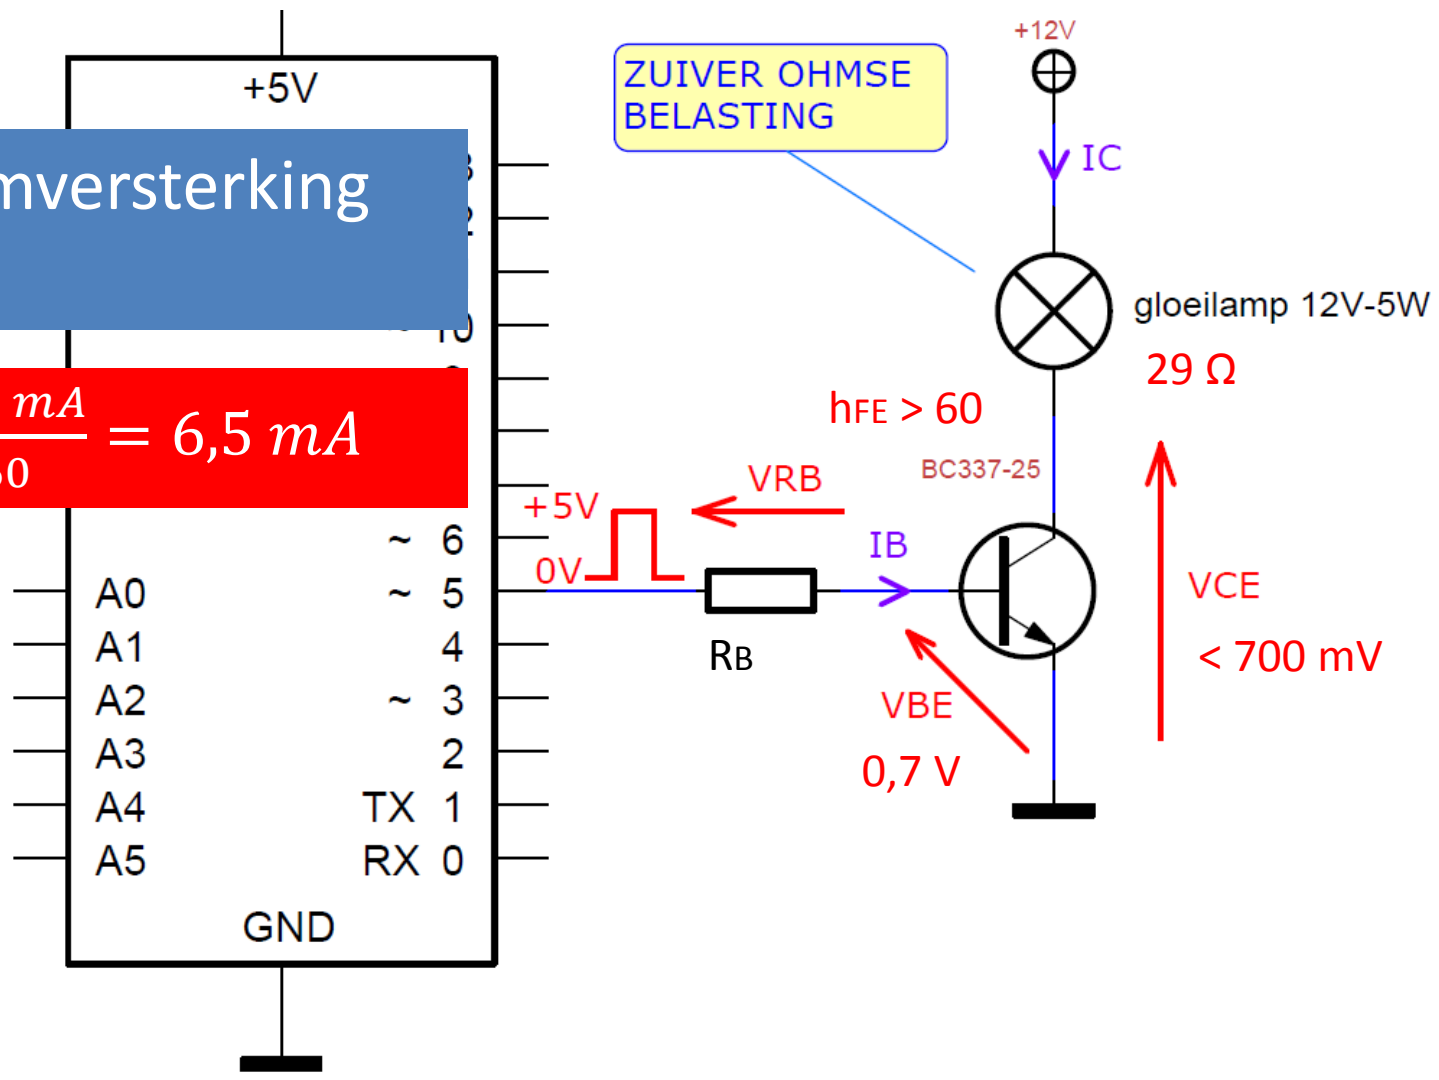 +5V
mversterking
mA
= 6,5 mA
~ 6
~ 5
4
~ 3
2
TX 1
RX 0
A0
A1
A2
A3
A4
A5
GND
ZUIVER OHMSE
BELASTING
+12V
IC
gloeilamp 12V-5W
29 Ω
hFE > 60
BC337-25
VRB
+5V
0V
IB
RB
VBE
0,7 V
VCE
< 700 mV